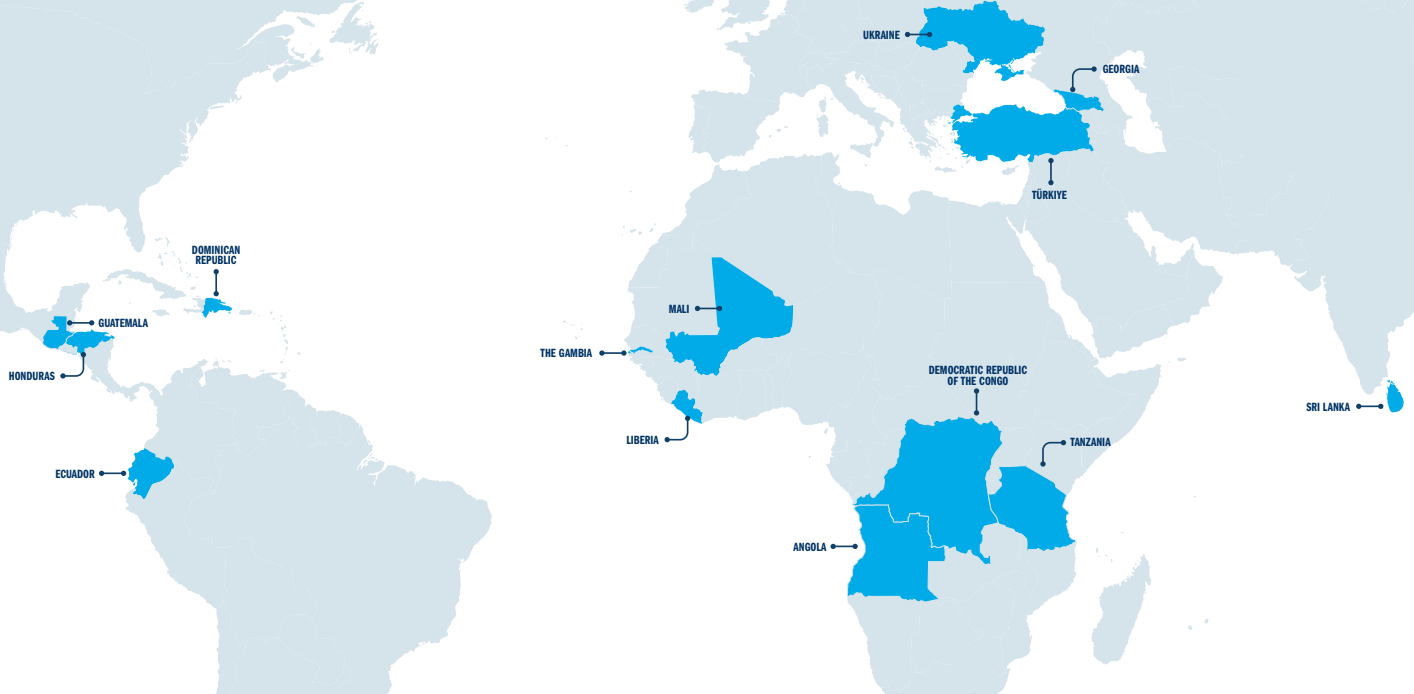 UKRAINE
GEORGIA
TÜRKIYE
DOMINICAN
REPUBLIC
GUATEMALA
HONDURAS
ECUADOR
MALI
THE GAMBIA
LIBERIA
DEMOCRATIC REPUBLIC
OF THE CONGO
TANZANIA
ANGOLA
SRI LANKA